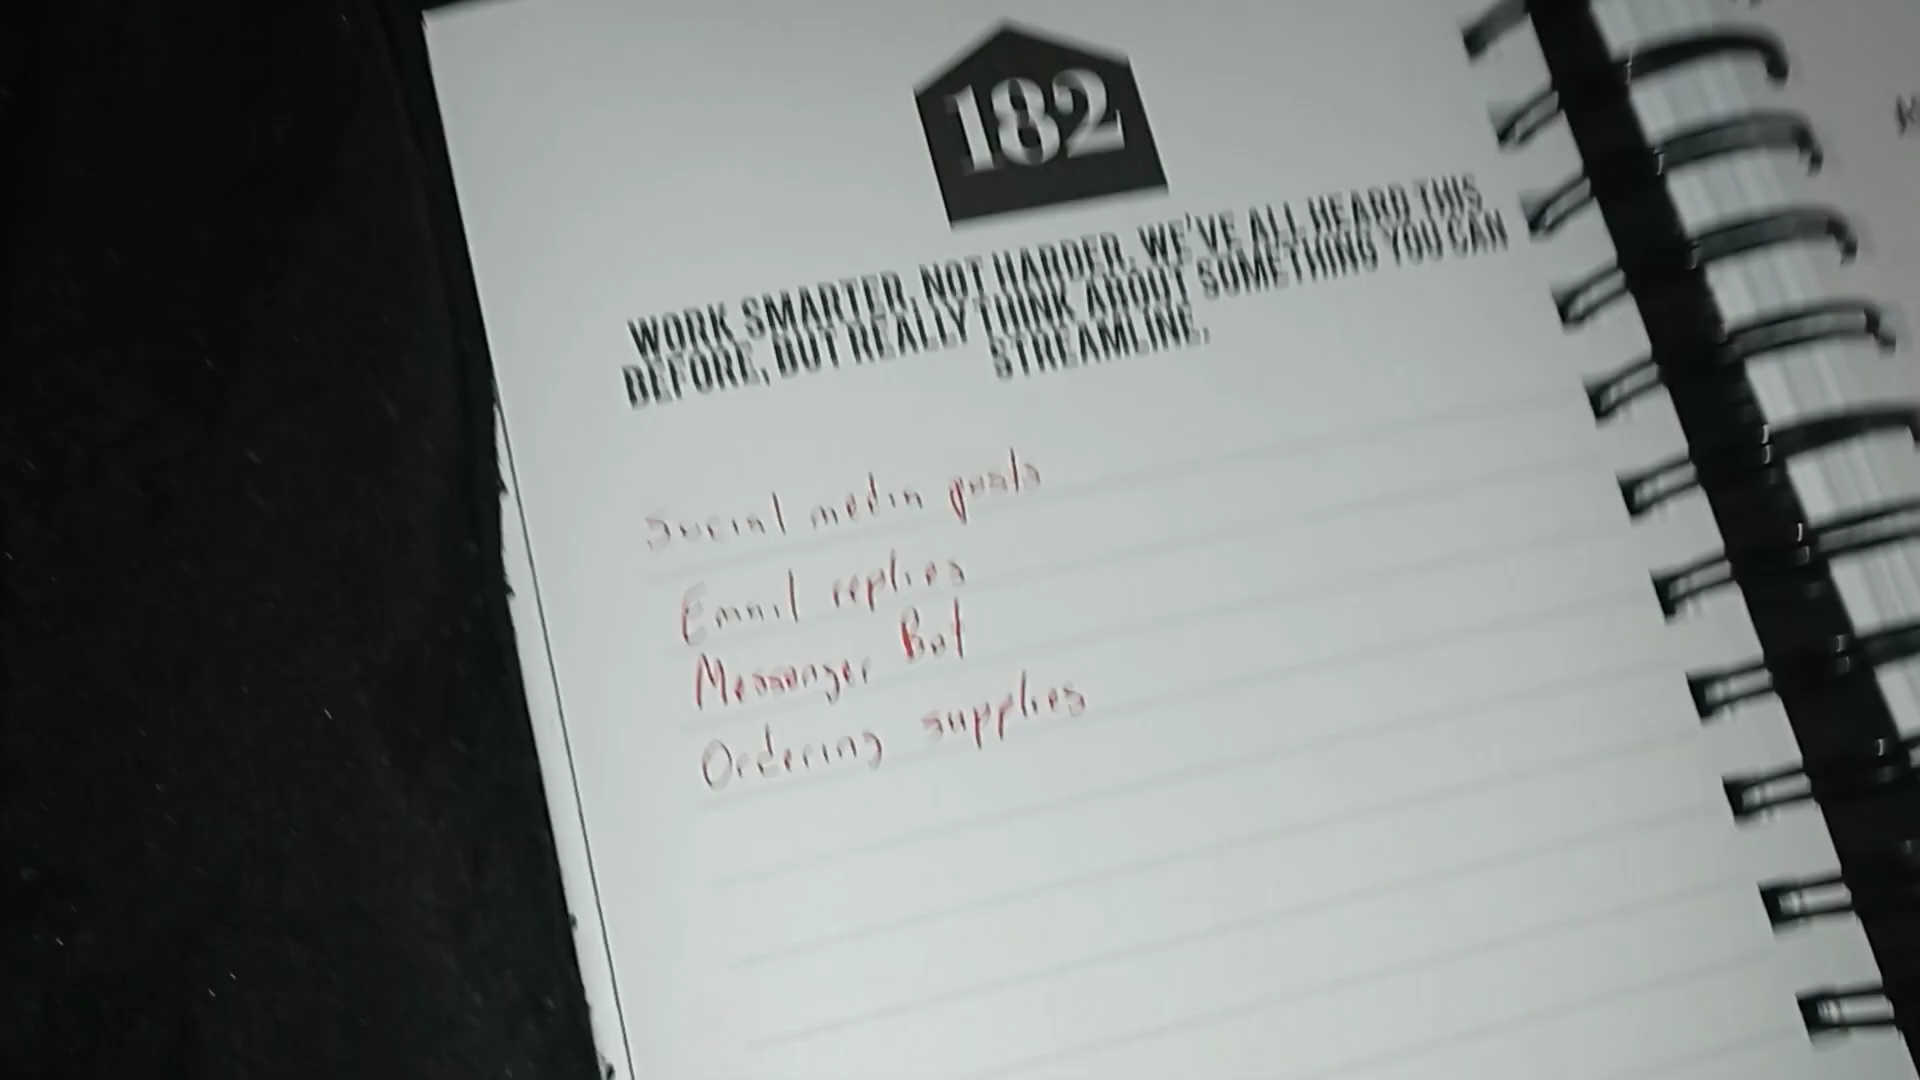 182
WORK SMARTER, NOT HARDER. WE'VE ALL HEARD THIS
BEFORE, BUT REALLY THINK ABOUT SOMETHING YOU CAN
STREAMLINE.
Social media goals
Email replies
Messenger Bot
Ordering supplies